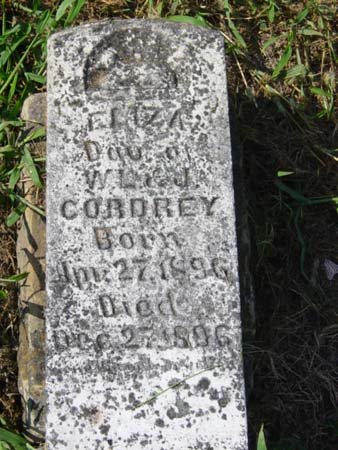 ELIZA
Dau. of
W.L. & J.
CORDREY
Born
Apr. 27, 1896
Died
Dec. 27, 1896